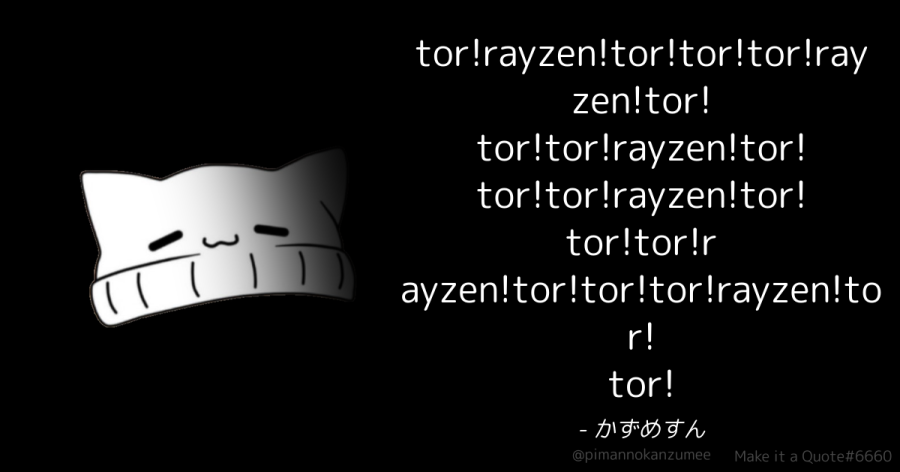 tor!rayzen!tor!tor!tor!ray
zen!tor!
tor!tor!rayzen!tor!
tor!tor!rayzen!tor!
tor!tor!r
ayzen!tor!tor!tor!rayzen!to
r!
tor!
- かずめすん
@pimannokanzumee
Make it a Quote#6660